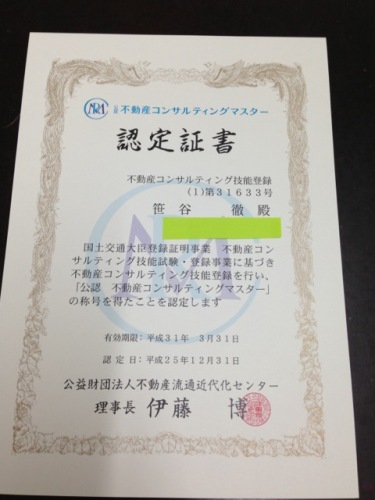 公認 不動産コンサルティングマスター
認定証書
不動産コンサルティング技能登録
(1)第31633号
笹谷 徹 殿
国土交通大臣登録証明事業 不動産コン
サルティング技能試験・登録事業に基づき
不動産コンサルティング技能登録を行い、
「公認 不動産コンサルティングマスター」
の称号を得たことを認定します
有効期限:平成31年 3月31日
認定日:平成25年12月31日
公益財団法人不動産流通近代化センター
理事長 伊藤 博